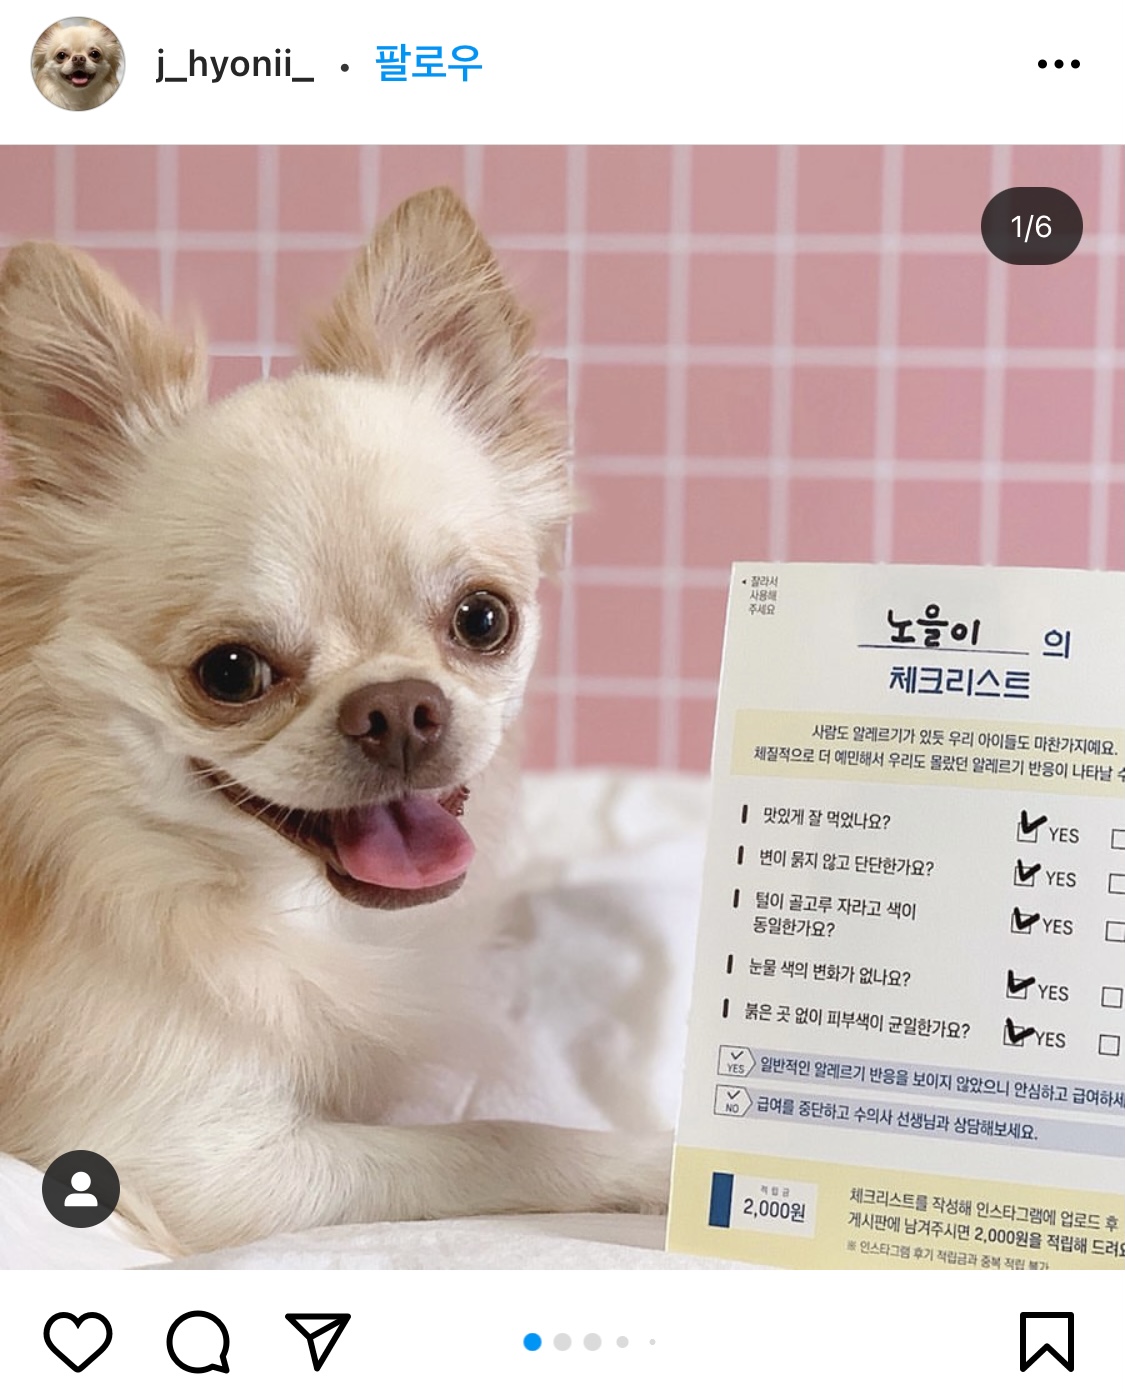 j_hyonii_ • 팔로우
1/6
잘라서
사용해
주세요
노을이 의
체크리스트
사람도 알레르기가 있듯 우리 아이들도 마찬가지예요.
체질적으로 더 예민해서 우리도 몰랐던 알레르기 반응이 나타날 수
맛있게 잘 먹었나요? YES
변이 묽지 않고 단단한가요? YES
털이 골고루 자라고 색이
동일한가요? YES
눈물 색의 변화가 없나요? YES
붉은 곳 없이 피부색이 균일한가요? YES
YES 일반적인 알레르기 반응을 보이지 않았으니 안심하고 급여하세
NO 급여를 중단하고 수의사 선생님과 상담해보세요.
적립금
2,000원
체크리스트를 작성해 인스타그램에 업로드 후
게시판에 남겨주시면 2,000원을 적립해 드려요
※ 인스타그램 후기 적립금과 중복 적립 불가